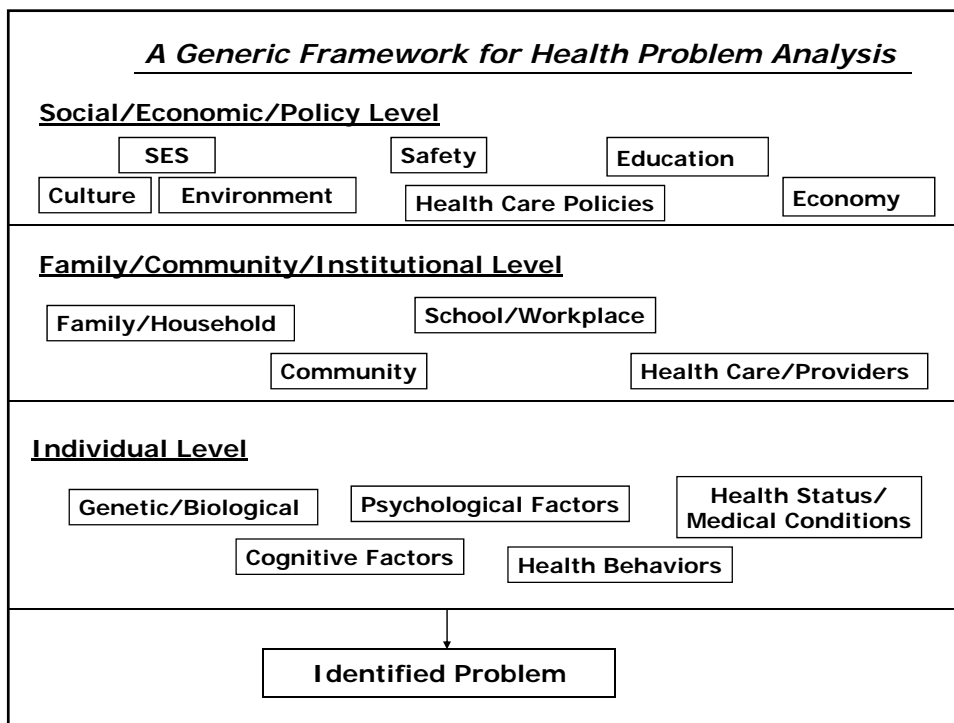 A Generic Framework for Health Problem Analysis
Social/Economic/Policy Level
SES
Safety
Education
Culture
Environment
Health Care Policies
Economy
Family/Community/Institutional Level
Family/Household
School/Workplace
Community
Health Care/Providers
Individual Level
Genetic/Biological
Psychological Factors
Health Status/
Medical Conditions
Cognitive Factors
Health Behaviors
Identified Problem